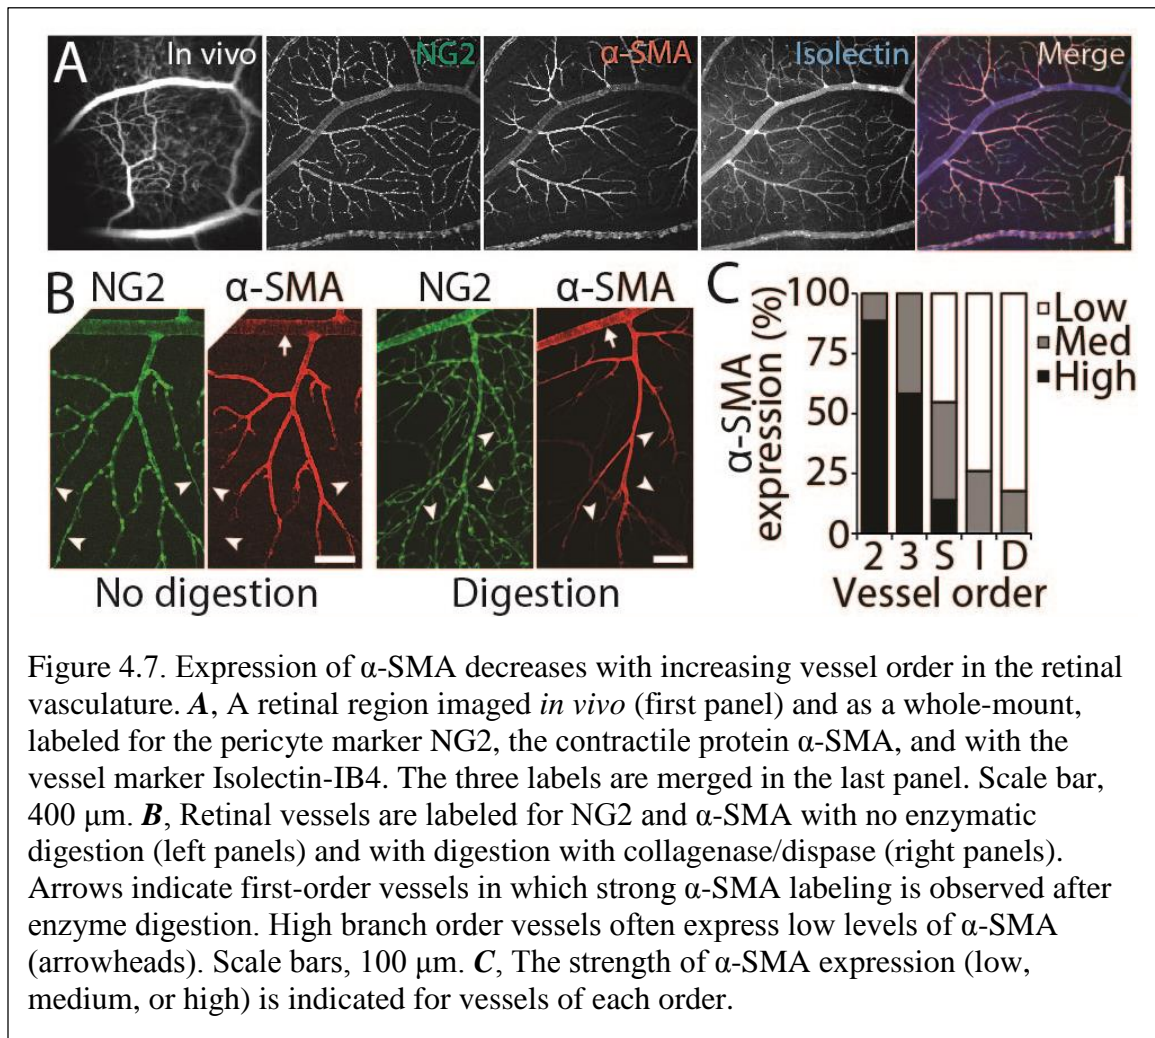 A
In vivo
NG2
α-SMA
Isolectin
Merge
B
NG2
α-SMA
NG2
α-SMA
No digestion
Digestion
C
α-SMA
expression (%)
100
75
50
25
0
2 3 S I D
Vessel order
Low
Med
High
Figure 4.7. Expression of α-SMA decreases with increasing vessel order in the retinal
vasculature. A, A retinal region imaged in vivo (first panel) and as a whole-mount,
labeled for the pericyte marker NG2, the contractile protein α-SMA, and with the
vessel marker Isolectin-IB4. The three labels are merged in the last panel. Scale bar,
400 μm. B, Retinal vessels are labeled for NG2 and α-SMA with no enzymatic
digestion (left panels) and with digestion with collagenase/dispase (right panels).
Arrows indicate first-order vessels in which strong α-SMA labeling is observed after
enzyme digestion. High branch order vessels often express low levels of α-SMA
(arrowheads). Scale bars, 100 μm. C, The strength of α-SMA expression (low,
medium, or high) is indicated for vessels of each order.